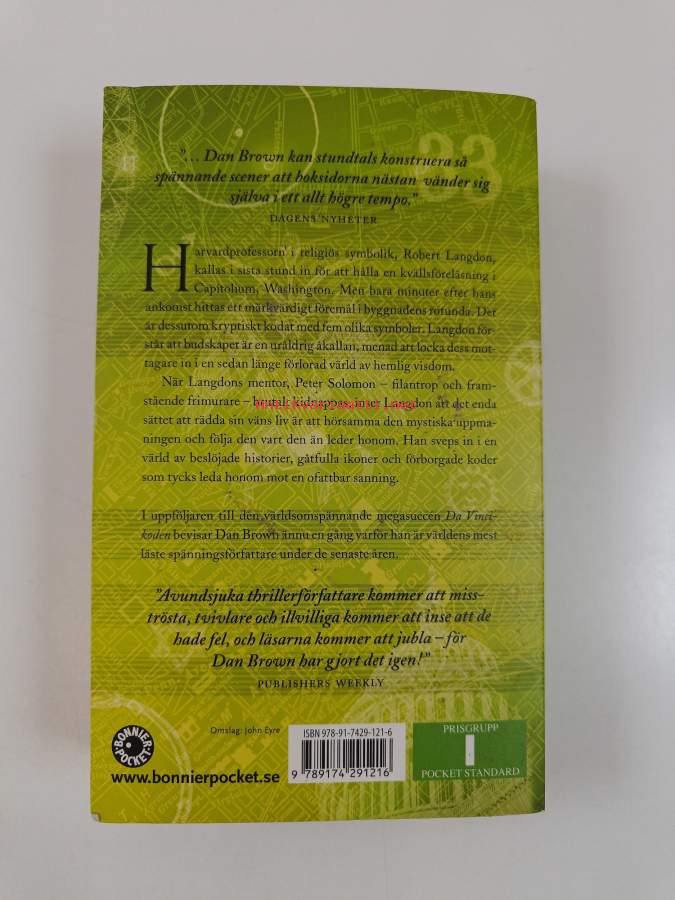 33
"... Dan Brown kan stundtals konstruera så
spännande scener att boksidorna nästan vänder sig
själva i ett allt högre tempo."
DAGENS NYHETER
Harvardprofessorn i religiös symbolik, Robert Langdon,
kallas i sista stund in för att hålla en kvällsföreläsning i
Capitolium, Washington. Men bara minuter efter hans
ankomst hittas ett märkvärdigt föremål i byggnadens rotunda. Det
är dessutom kryptiskt kodat med fem olika symboler. Langdon för-
står att budskapet är en uråldrig åkallan, menad att locka dess mot-
tagare in i en sedan länge förlorad värld av hemlig visdom.
När Langdons mentor, Peter Solomon – filantrop och fram-
stående frimurare – brutalt kidnappas, inser Langdon att det enda
sättet att rädda sin väns liv är att hörsamma den mystiska uppma-
ningen och följa den vart den än leder honom. Han sveps in i en
värld av beslöjade historier, gåtfulla ikoner och förborgade koder
som tycks leda honom mot en ofattbar sanning.
I uppföljaren till den världsomspännande megasuccén Da Vinci-
koden bevisar Dan Brown ännu en gång varför han är världens mest
läste spänningsförfattare under de senaste åren.
"Avundsjuka thrillerförfattare kommer att miss-
trösta, tvivlare och illvilliga kommer att inse att de
hade fel, och läsarna kommer att jubla – för
Dan Brown har gjort det igen!"
PUBLISHERS WEEKLY
BONNIER
POCKET
www.bonnierpocket.se
Omslag: John Eyre
ISBN 978-91-7429-121-6
9 789174 291216
PRISGRUPP
1
POCKET STANDARD